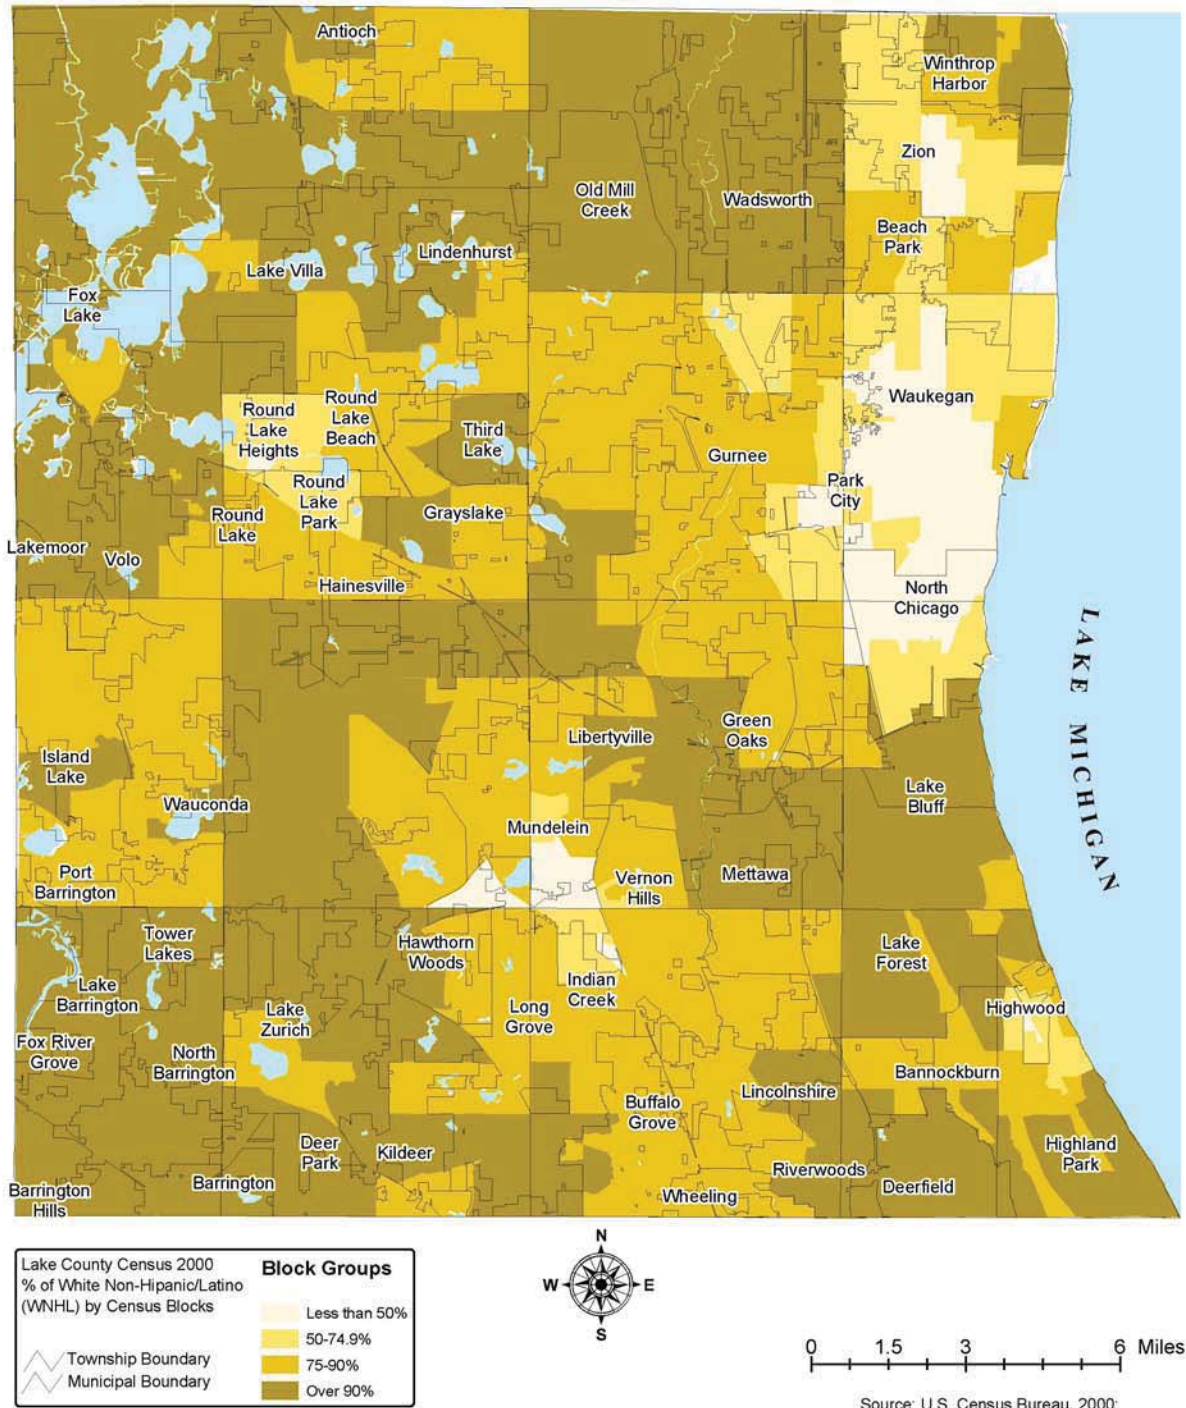 Antioch
Winthrop
Harbor
Zion
Old Mill
Creek
Wadsworth
Beach
Park
Lindenhurst
Lake Villa
Fox
Lake
Waukegan
Round
Lake
Heights
Round
Lake
Beach
Third
Lake
Gurnee
Park
City
Round
Lake
Park
Grayslake
Round
Lake
Lakemoor
Volo
Hainesville
North
Chicago
LAKE MICHIGAN
Green
Oaks
Libertyville
Island
Lake
Lake
Bluff
Wauconda
Mundelein
Port
Barrington
Vernon
Hills
Mettawa
Tower
Lakes
Hawthorn
Woods
Lake
Forest
Lake
Barrington
Indian
Creek
Lake
Zurich
Long
Grove
Highwood
Fox River
Grove
North
Barrington
Bannockburn
Lincolnshire
Buffalo
Grove
Deer
Park
Kildeer
Highland
Park
Riverwoods
Barrington
Hills
Barrington
Wheeling
Deerfield
Lake County Census 2000
% of White Non-Hipanic/Latino
(WNHL) by Census Blocks
Township Boundary
Municipal Boundary
Block Groups
Less than 50%
50-74.9%
75-90%
Over 90%
N
W E
S
0 1.5 3 6 Miles
Source: U.S. Census Bureau, 2000;